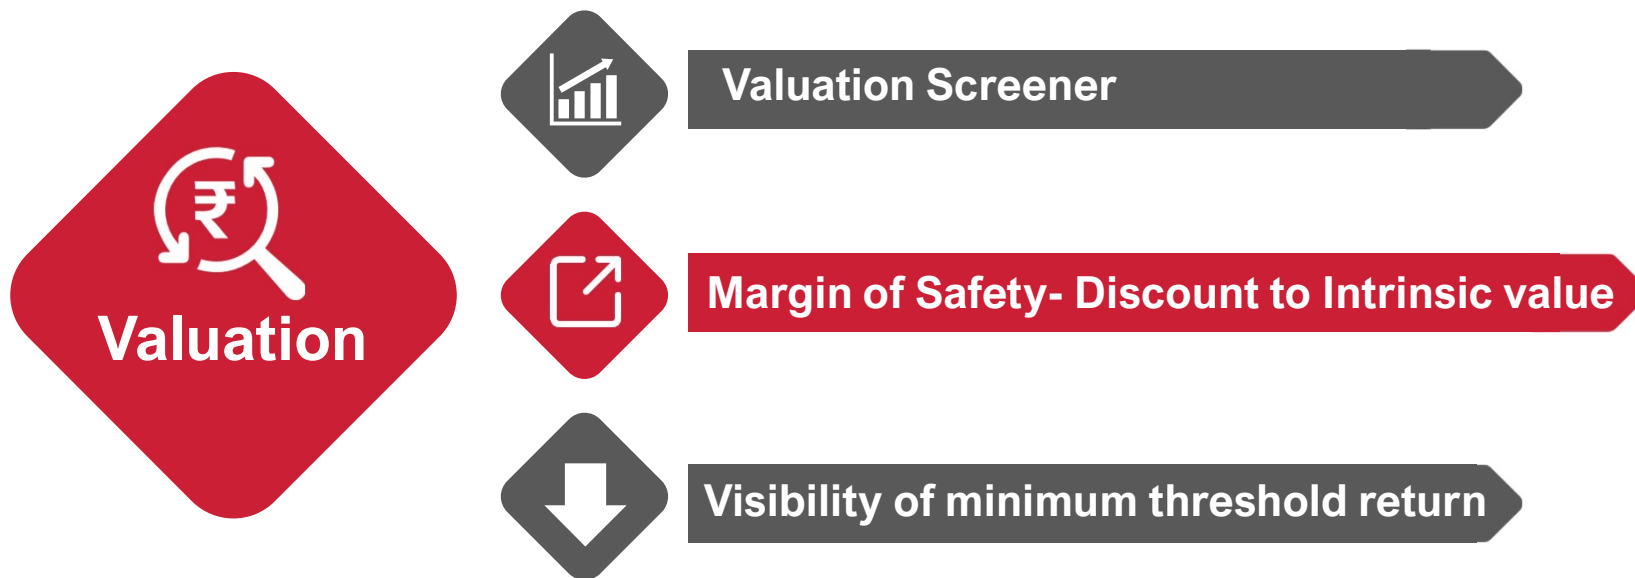 ₹
Valuation
Valuation Screener
Margin of Safety- Discount to Intrinsic value
Visibility of minimum threshold return